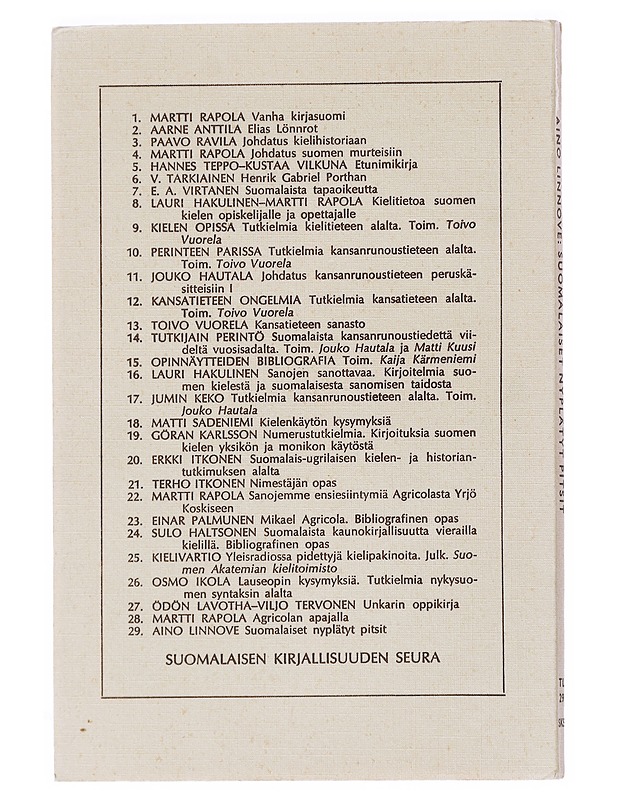 1. MARTTI RAPOLA Vanha kirjasuomi
2. AARNE ANTTILA Elias Lönnrot
3. PAAVO RAVILA Johdatus kielihistoriaan
4. MARTTI RAPOLA Johdatus suomen murteisiin
5. HANNES TEPPO–KUSTAA VILKUNA Etunimikirja
6. V. TARKIAINEN Henrik Gabriel Porthan
7. E. A. VIRTANEN Suomalaista tapaoikeutta
8. LAURI HAKULINEN–MARTTI RAPOLA Kielitietoa suomen
kielen opiskelijalle ja opettajalle
9. KIELEN OPISSA Tutkielmia kielitieteen alalta. Toim. Toivo
Vuorela
10. PERINTEEN PARISSA Tutkielmia kansanrunoustieteen alalta.
Toim. Toivo Vuorela
11. JOUKO HAUTALA Johdatus kansanrunoustieteen peruskä-
sitteisiin I
12. KANSATIETEEN ONGELMIA Tutkielmia kansatieteen alalta.
Toim. Toivo Vuorela
13. TOIVO VUORELA Kansatieteen sanasto
14. TUTKIJAIN PERINTÖ Suomalaista kansanrunoustiedettä vii-
deltä vuosisadalta. Toim. Jouko Hautala ja Matti Kuusi
15. OPINNÄYTTEIDEN BIBLIOGRAFIA Toim. Kaija Kärmeniemi
16. LAURI HAKULINEN Sanojen sanottavaa. Kirjoitelmia suo-
men kielestä ja suomalaisesta sanomisen taidosta
17. JUMIN KEKO Tutkielmia kansanrunoustieteen alalta. Toim.
Jouko Hautala
18. MATTI SADENIEMI Kielenkäytön kysymyksiä
19. GÖRAN KARLSSON Numerustutkielmia. Kirjoituksia suomen
kielen yksikön ja monikon käytöstä
20. ERKKI ITKONEN Suomalais-ugrilaisen kielen- ja historian-
tutkimuksen alalta
21. TERHO ITKONEN Nimestäjän opas
22. MARTTI RAPOLA Sanojemme ensiesiintymiä Agricolasta Yrjö
Koskiseen
23. EINAR PALMUNEN Mikael Agricola. Bibliografinen opas
24. SULO HALTSONEN Suomalaista kaunokirjallisuutta vierailla
kielillä. Bibliografinen opas
25. KIELIVARTIO Yleisradiossa pidettyjä kielipakinoita. Julk. Suo-
men Akatemian kielitoimisto
26. OSMO IKOLA Lauseopin kysymyksiä. Tutkielmia nykysuo-
men syntaksin alalta
27. ÖDÖN LAVOTHA–VILJO TERVONEN Unkarin oppikirja
28. MARTTI RAPOLA Agricolan apajalla
29. AINO LINNOVE Suomalaiset nyplätyt pitsit
SUOMALAISEN KIRJALLISUUDEN SEURA
AINO LINNOVE: SUOMALAISET NYPLÄTYT PITSIT